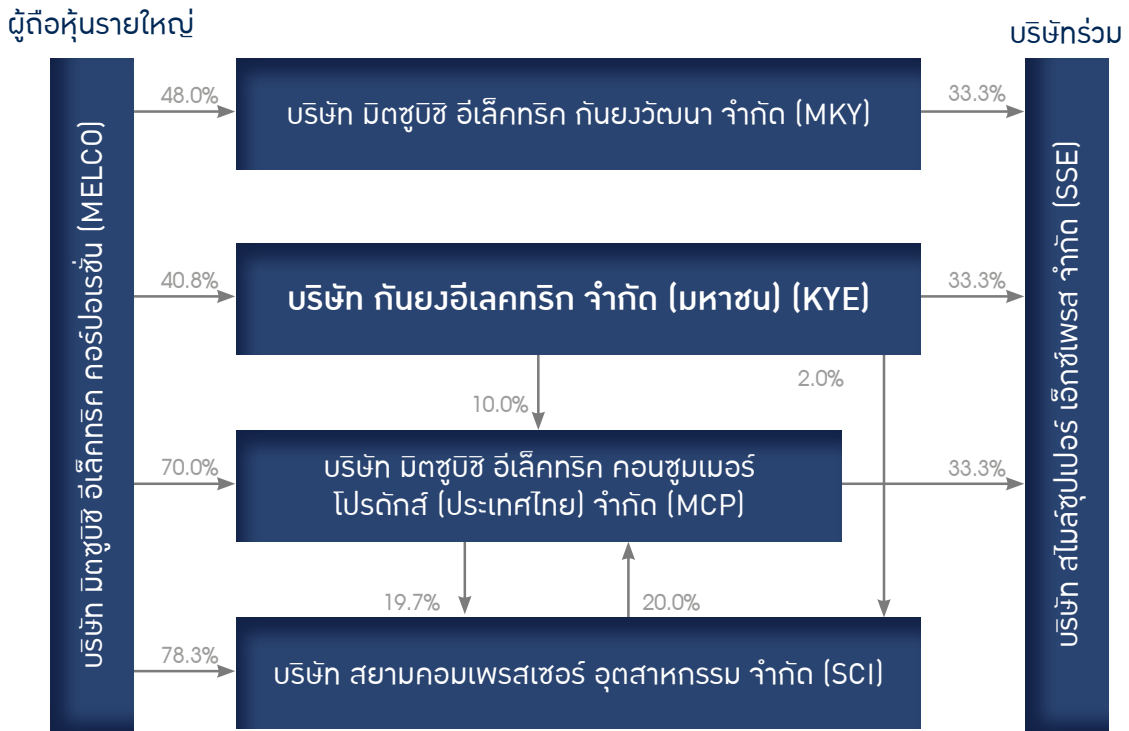 ผู้ถือหุ้นรายใหญ่
บริษัทร่วม
บริษัท มิตซูบิชิ อีเล็คทริค คอร์ปอเรชั่น (MELCO)
48.0%
บริษัท มิตซูบิชิ อีเล็คทริค กันยงวัฒนา จำกัด (MKY)
33.3%
บริษัท สไมล์ซุปเปอร์ เอ็กซ์เพรส จำกัด (SSE)
40.8%
บริษัท กันยงอีเลคทริก จำกัด (มหาชน) (KYE)
33.3%
2.0%
10.0%
70.0%
บริษัท มิตซูบิชิ อีเล็คทริค คอนซูมเมอร์
โปรดักส์ (ประเทศไทย) จำกัด (MCP)
33.3%
19.7%
20.0%
78.3%
บริษัท สยามคอมเพรสเซอร์ อุตสาหกรรม จำกัด (SCI)